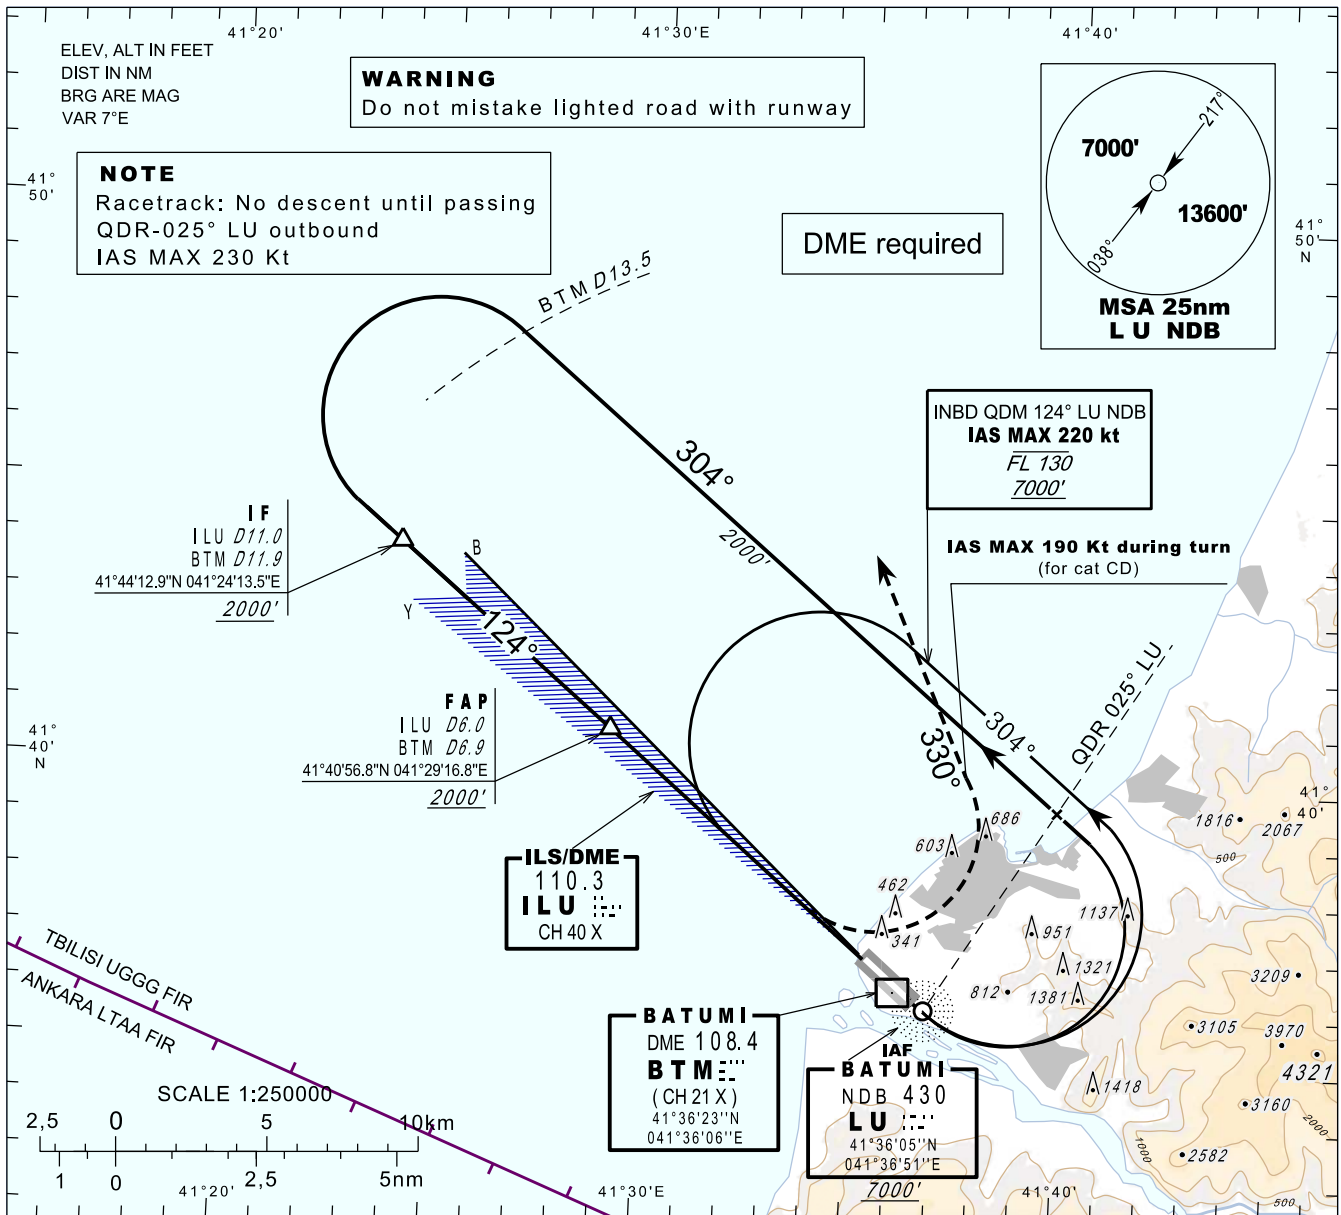 41°20'
41°30'E
41°40'
ELEV, ALT IN FEET
DIST IN NM
BRG ARE MAG
VAR 7°E
WARNING
Do not mistake lighted road with runway
NOTE
Racetrack: No descent until passing
QDR-025° LU outbound
IAS MAX 230 Kt
41°
50'
DME required
217°
7000'
13600'
038°
MSA 25nm
L U NDB
41°
50'
N
BTM D13.5
304°
2000'
INBD QDM 124° LU NDB
IAS MAX 220 kt
FL 130
7000'
IAS MAX 190 Kt during turn
(for cat CD)
IF
ILU D11.0
BTM D11.9
41°44'12.9"N 041°24'13.5"E
2000'
B
Y
124°
FAP
ILU D6.0
BTM D6.9
41°40'56.8"N 041°29'16.8"E
2000'
41°
40'
N
330°
304°
QDR 025° LU
41°
40'
ILS/DME
110.3
ILU
CH 40 X
686
603
462
341
1816
2067
500
1137
951
1321
1381
812
3209
3105
3970
4321
3160
2582
1418
2000
1000
500
TBILISI UGGG FIR
ANKARA LTAA FIR
BATUMI
DME 108.4
BTM
(CH 21 X)
41°36'23''N
041°36'06''E
IAF
BATUMI
NDB 430
LU
41°36'05''N
041°36'51''E
7000'
SCALE 1:250000
2,5 0 5 10km
1 0 2,5 5nm
41°20'
41°30'E
41°40'